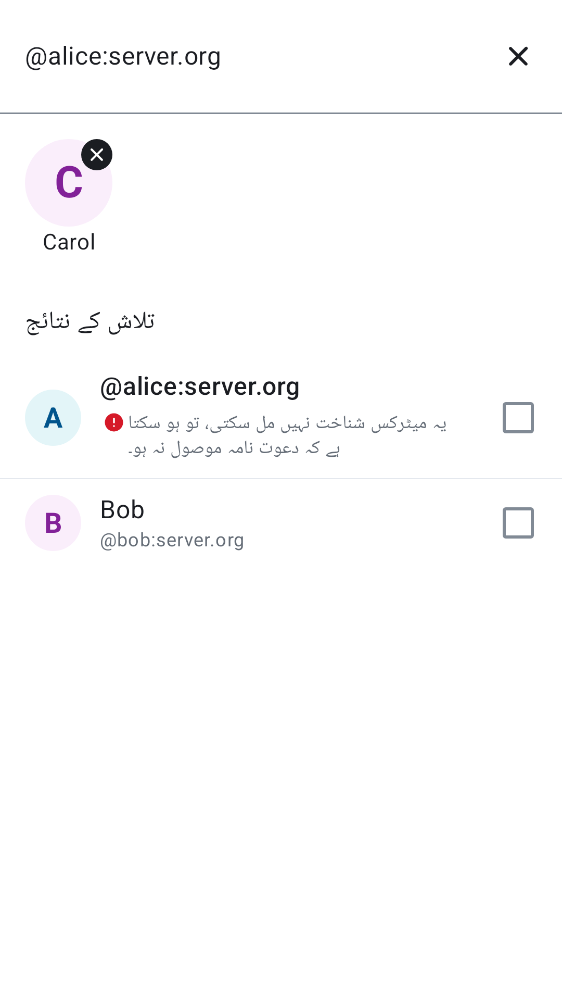 @alice:server.org
C
Carol
تلاش کے نتائج
A
@alice:server.org
یہ میٹرکس شناخت نہیں مل سکتی، تو ہو سکتا
ہے کہ دعوت نامہ موصول نہ ہو۔
B
Bob
@bob:server.org